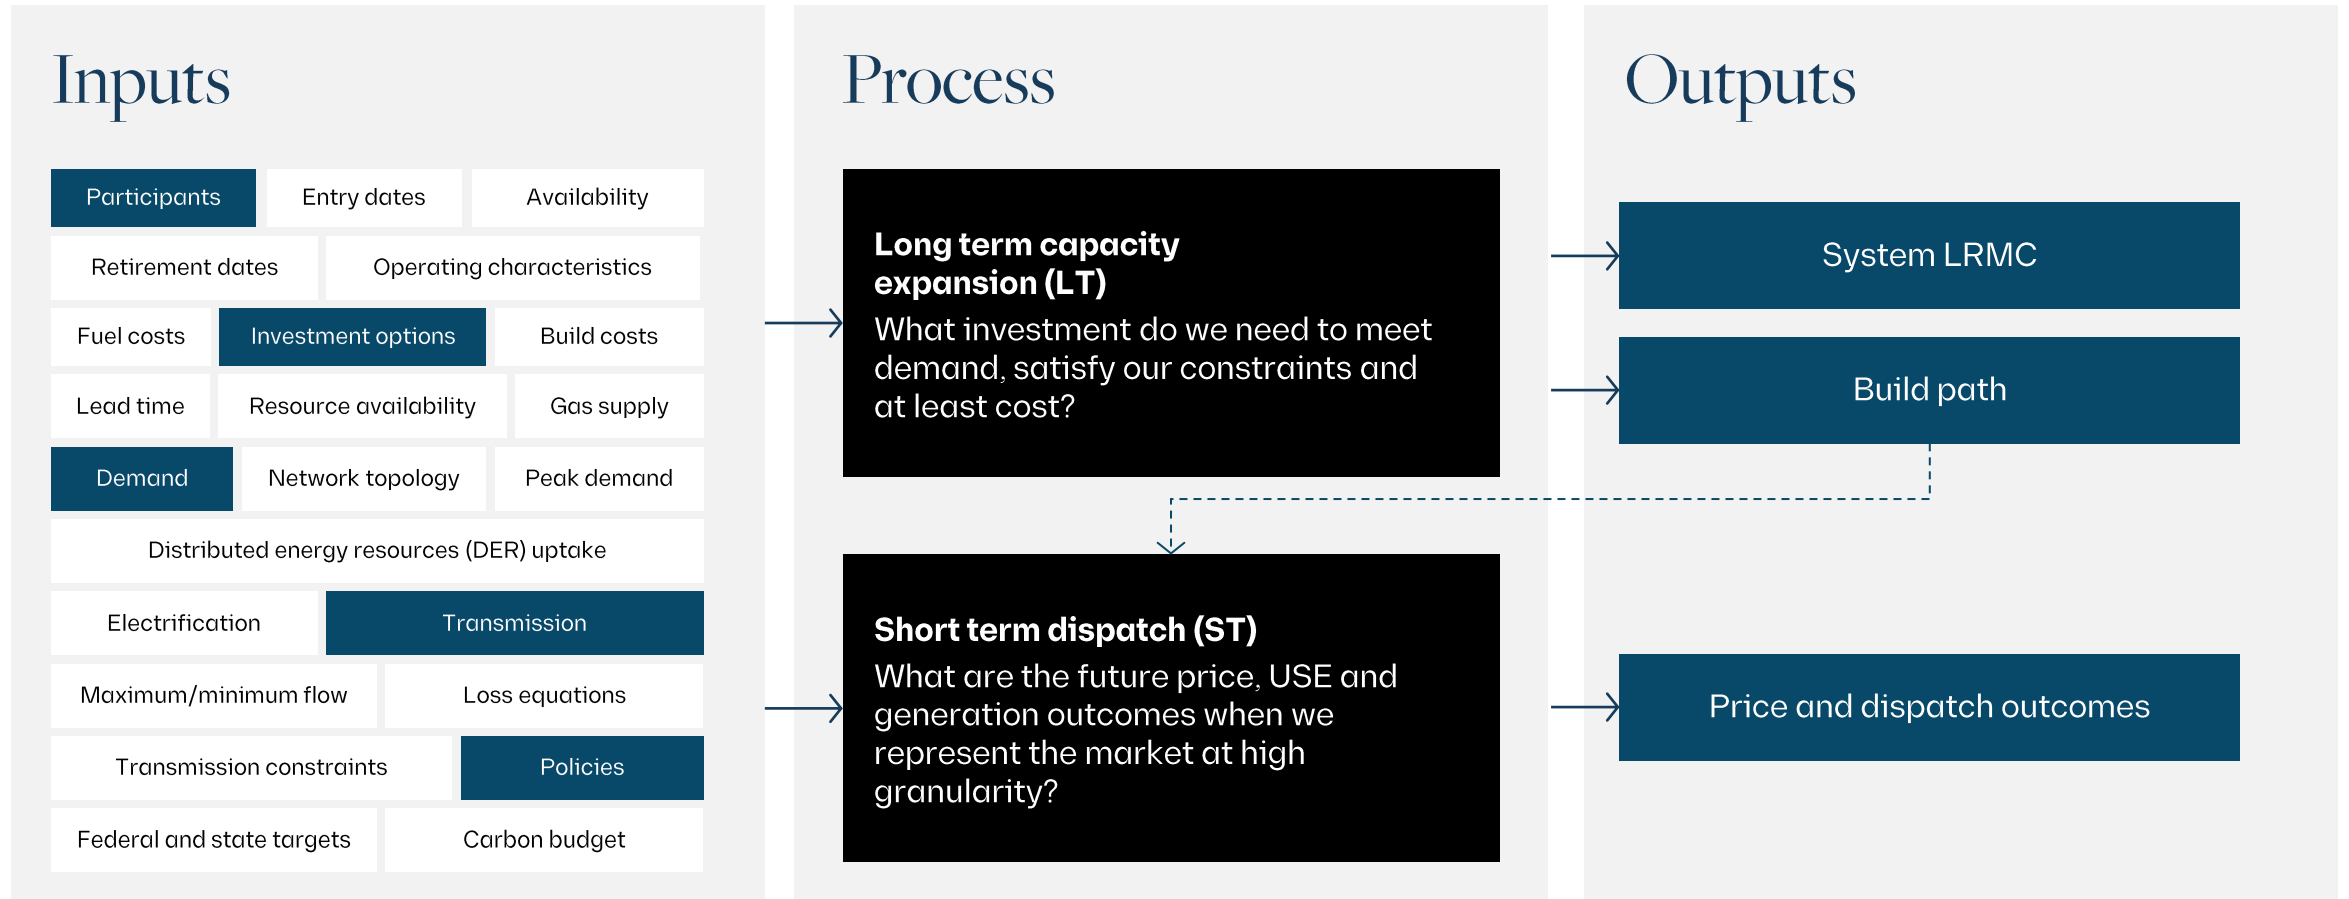 Inputs
Participants
Entry dates
Availability
Retirement dates
Operating characteristics
Fuel costs
Investment options
Build costs
Lead time
Resource availability
Gas supply
Demand
Network topology
Peak demand
Distributed energy resources (DER) uptake
Electrification
Transmission
Maximum/minimum flow
Loss equations
Transmission constraints
Policies
Federal and state targets
Carbon budget
Process
Long term capacity
expansion (LT)
What investment do we need to meet
demand, satisfy our constraints and
at least cost?
Short term dispatch (ST)
What are the future price, USE and
generation outcomes when we
represent the market at high
granularity?
Outputs
System LRMC
Build path
Price and dispatch outcomes